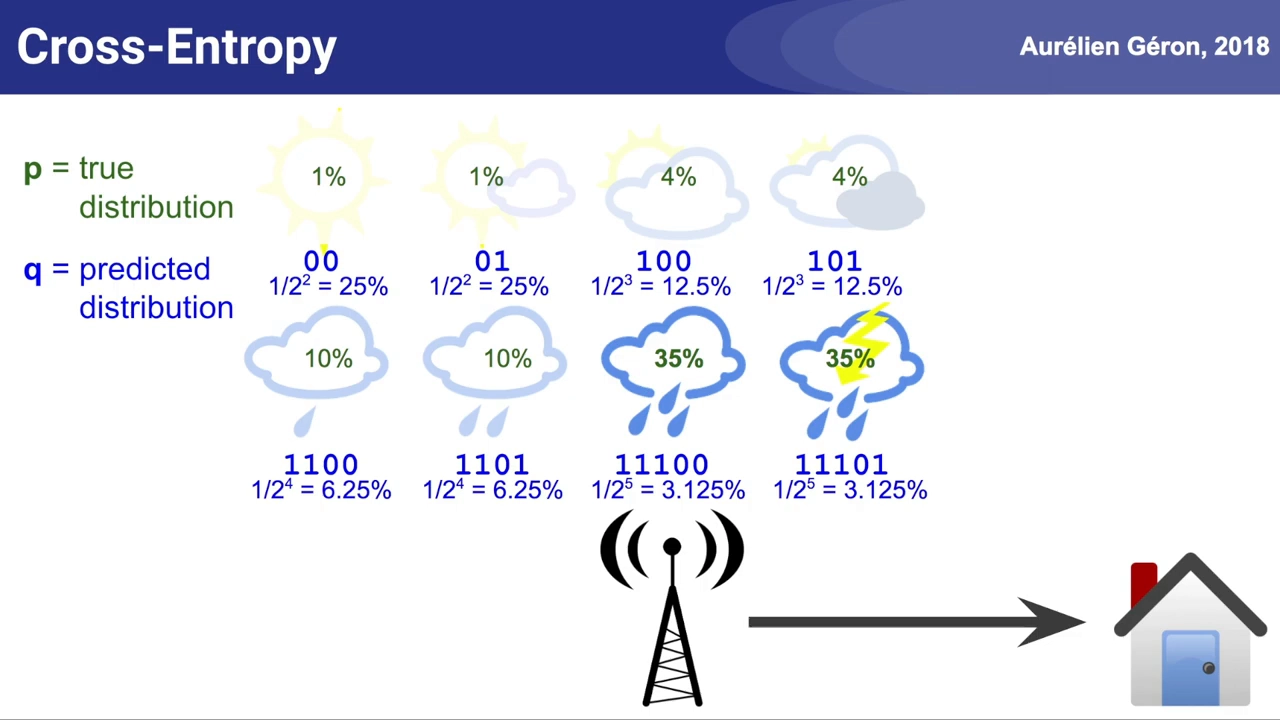 Cross-Entropy
Aurélien Géron, 2018
p = true
distribution
1%
1%
4%
4%
q = predicted
distribution
00
01
100
101
1/2² = 25%
1/2² = 25%
1/2³ = 12.5%
1/2³ = 12.5%
10%
10%
35%
35%
1100
1101
11100
11101
1/2⁴ = 6.25%
1/2⁴ = 6.25%
1/2⁵ = 3.125%
1/2⁵ = 3.125%